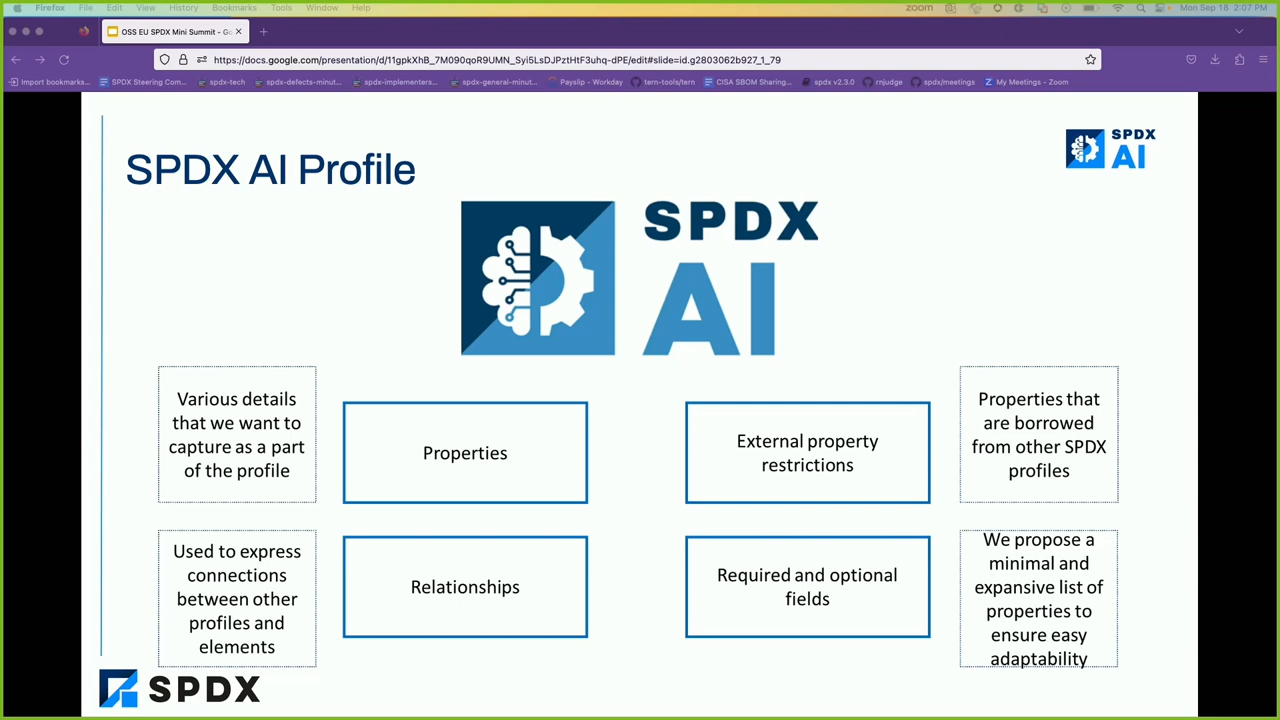 Firefox File Edit View History Bookmarks Tools Window Help
zoom
Mon Sep 18 2:07 PM
OSS EU SPDX Mini Summit - Go
https://docs.google.com/presentation/d/11gpkXhB_7M090qoR9UMN_Syi5LsDJPztHtF3uhq-dPE/edit#slide=id.g2803062b927_1_79
Import bookmarks... SPDX Steering Com... spdx-tech spdx-defects-minut... spdx-implementers... spdx-general-minut... Payslip - Workday tern-tools/tern CISA SBOM Sharing... spdx v2.3.0 rnjudge spdx/meetings My Meetings - Zoom
SPDX AI Profile
SPDX
AI
SPDX
AI
Various details
that we want to
capture as a part
of the profile
Properties
External property
restrictions
Properties that
are borrowed
from other SPDX
profiles
Used to express
connections
between other
profiles and
elements
Relationships
Required and optional
fields
We propose a
minimal and
expansive list of
properties to
ensure easy
adaptability
SPDX